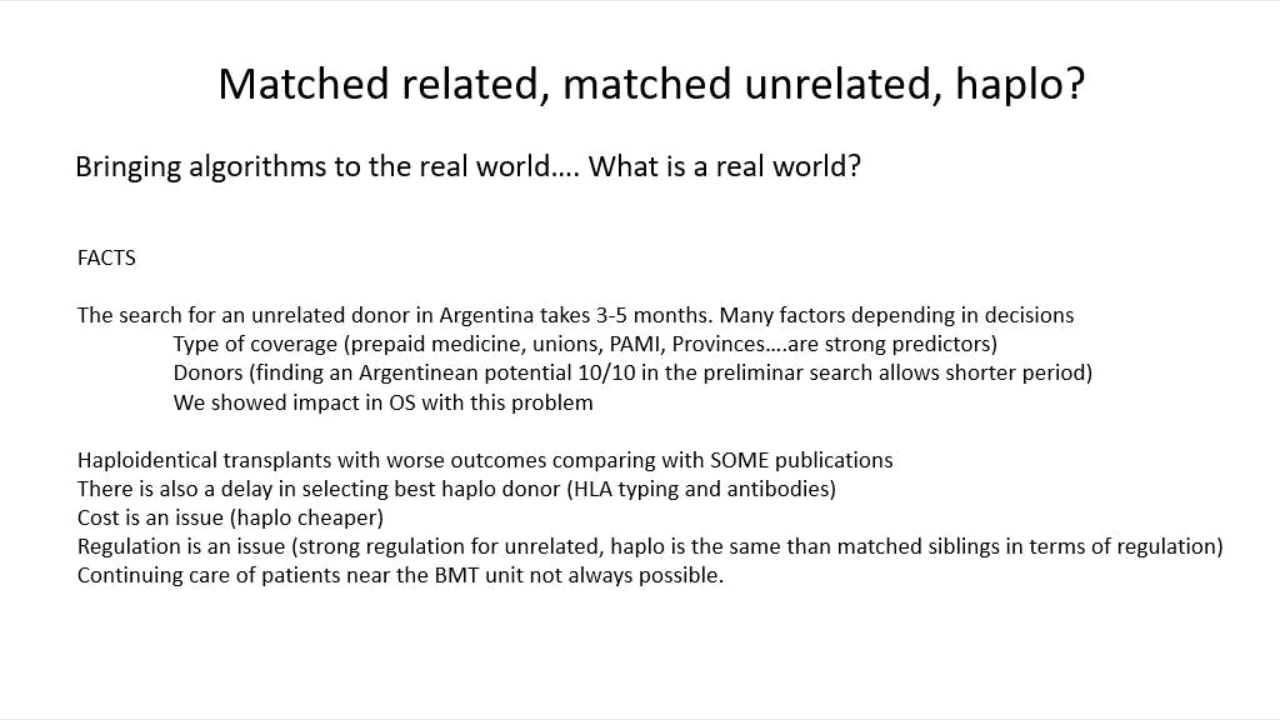 Matched related, matched unrelated, haplo?
Bringing algorithms to the real world.... What is a real world?
FACTS
The search for an unrelated donor in Argentina takes 3-5 months. Many factors depending in decisions
Type of coverage (prepaid medicine, unions, PAMI, Provinces....are strong predictors)
Donors (finding an Argentinean potential 10/10 in the preliminar search allows shorter period)
We showed impact in OS with this problem
Haploidentical transplants with worse outcomes comparing with SOME publications
There is also a delay in selecting best haplo donor (HLA typing and antibodies)
Cost is an issue (haplo cheaper)
Regulation is an issue (strong regulation for unrelated, haplo is the same than matched siblings in terms of regulation)
Continuing care of patients near the BMT unit not always possible.